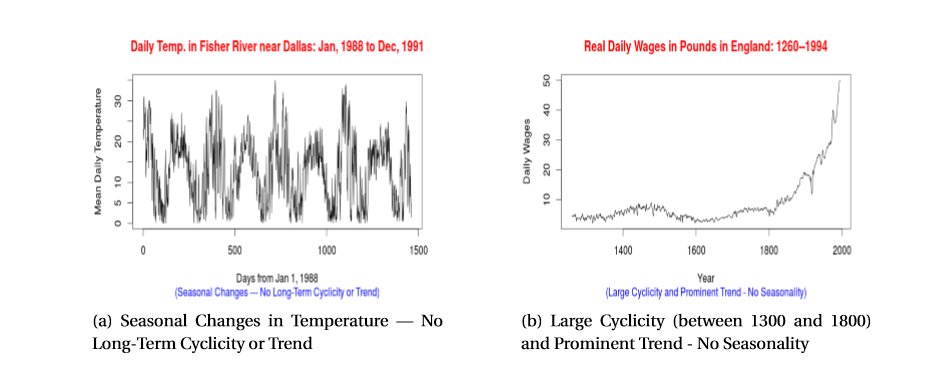 Daily Temp. in Fisher River near Dallas: Jan, 1988 to Dec, 1991
Mean Daily Temperature
30
20
10
5
0
0 500 1000 1500
Days from Jan 1, 1988
(Seasonal Changes --- No Long-Term Cyclicity or Trend)
(a) Seasonal Changes in Temperature — No
Long-Term Cyclicity or Trend
Real Daily Wages in Pounds in England: 1260--1994
Daily Wages
50
40
30
20
10
1400 1600 1800 2000
Year
(Large Cyclicity and Prominent Trend - No Seasonality)
(b) Large Cyclicity (between 1300 and 1800)
and Prominent Trend - No Seasonality